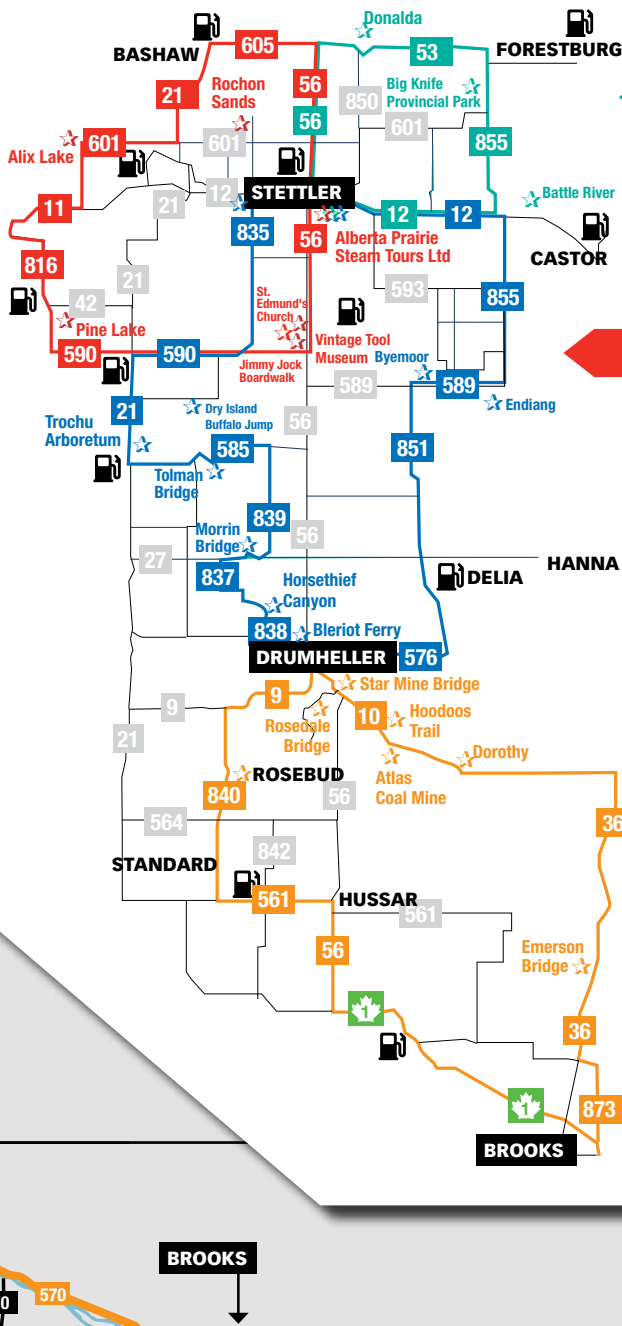 Donalda
BASHAW
605
53
FORESTBURG
56
21
Rochon
Sands
Big Knife
Provincial Park
850
56
601
Alix Lake
601
601
855
12
STETTLER
Battle River
11
21
835
12
12
56
Alberta Prairie
Steam Tours Ltd
CASTOR
816
21
593
855
42
St.
Edmund's
Church
Pine Lake
Vintage Tool
Museum
590
590
Jimmy Jock
Boardwalk
Byemoor
589
589
21
Dry Island
Buffalo Jump
56
Endiang
Trochu
Arboretum
585
851
Tolman
Bridge
839
Morrin
Bridge
56
27
HANNA
837
Horsethief
Canyon
DELIA
838
Bleriot Ferry
DRUMHELLER
576
Star Mine Bridge
9
9
Rosedale
Bridge
10
Hoodoos
Trail
21
Dorothy
ROSEBUD
Atlas
Coal Mine
840
56
564
36
842
STANDARD
561
HUSSAR
561
56
Emerson
Bridge
1
36
1
873
BROOKS
BROOKS
570
0